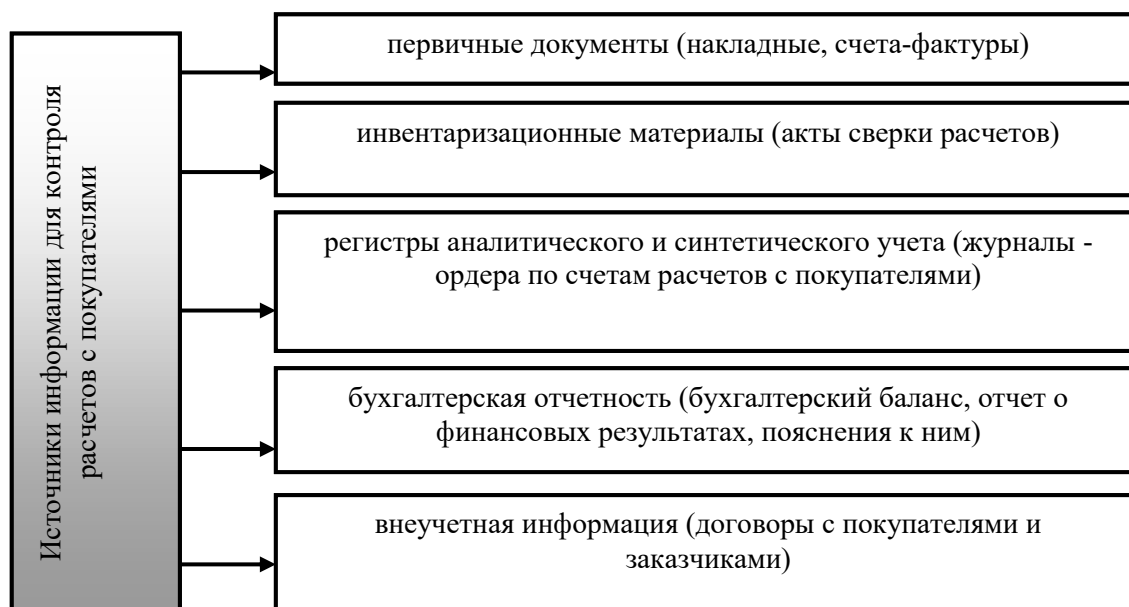 Источники информации для контроля
расчетов с покупателями
первичные документы (накладные, счета-фактуры)
инвентаризационные материалы (акты сверки расчетов)
регистры аналитического и синтетического учета (журналы -
ордера по счетам расчетов с покупателями)
бухгалтерская отчетность (бухгалтерский баланс, отчет о
финансовых результатах, пояснения к ним)
внеучетная информация (договоры с покупателями и
заказчиками)